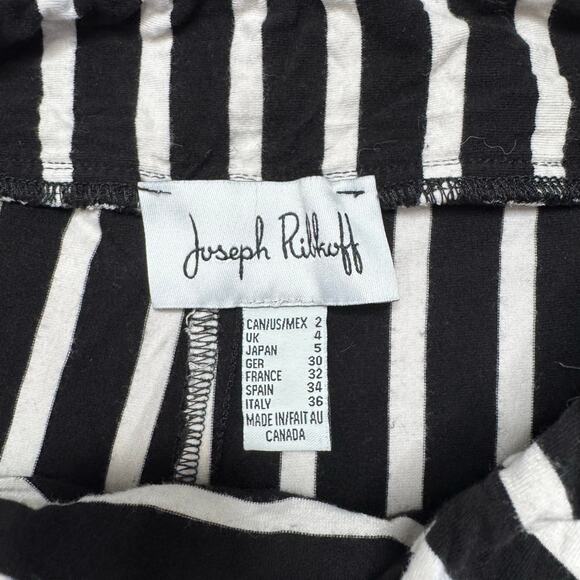 Joseph Ribkoff
CAN/US/MEX 2
UK 4
JAPAN 5
GER 30
FRANCE 32
SPAIN 34
ITALY 36
MADE IN/FAIT AU
CANADA